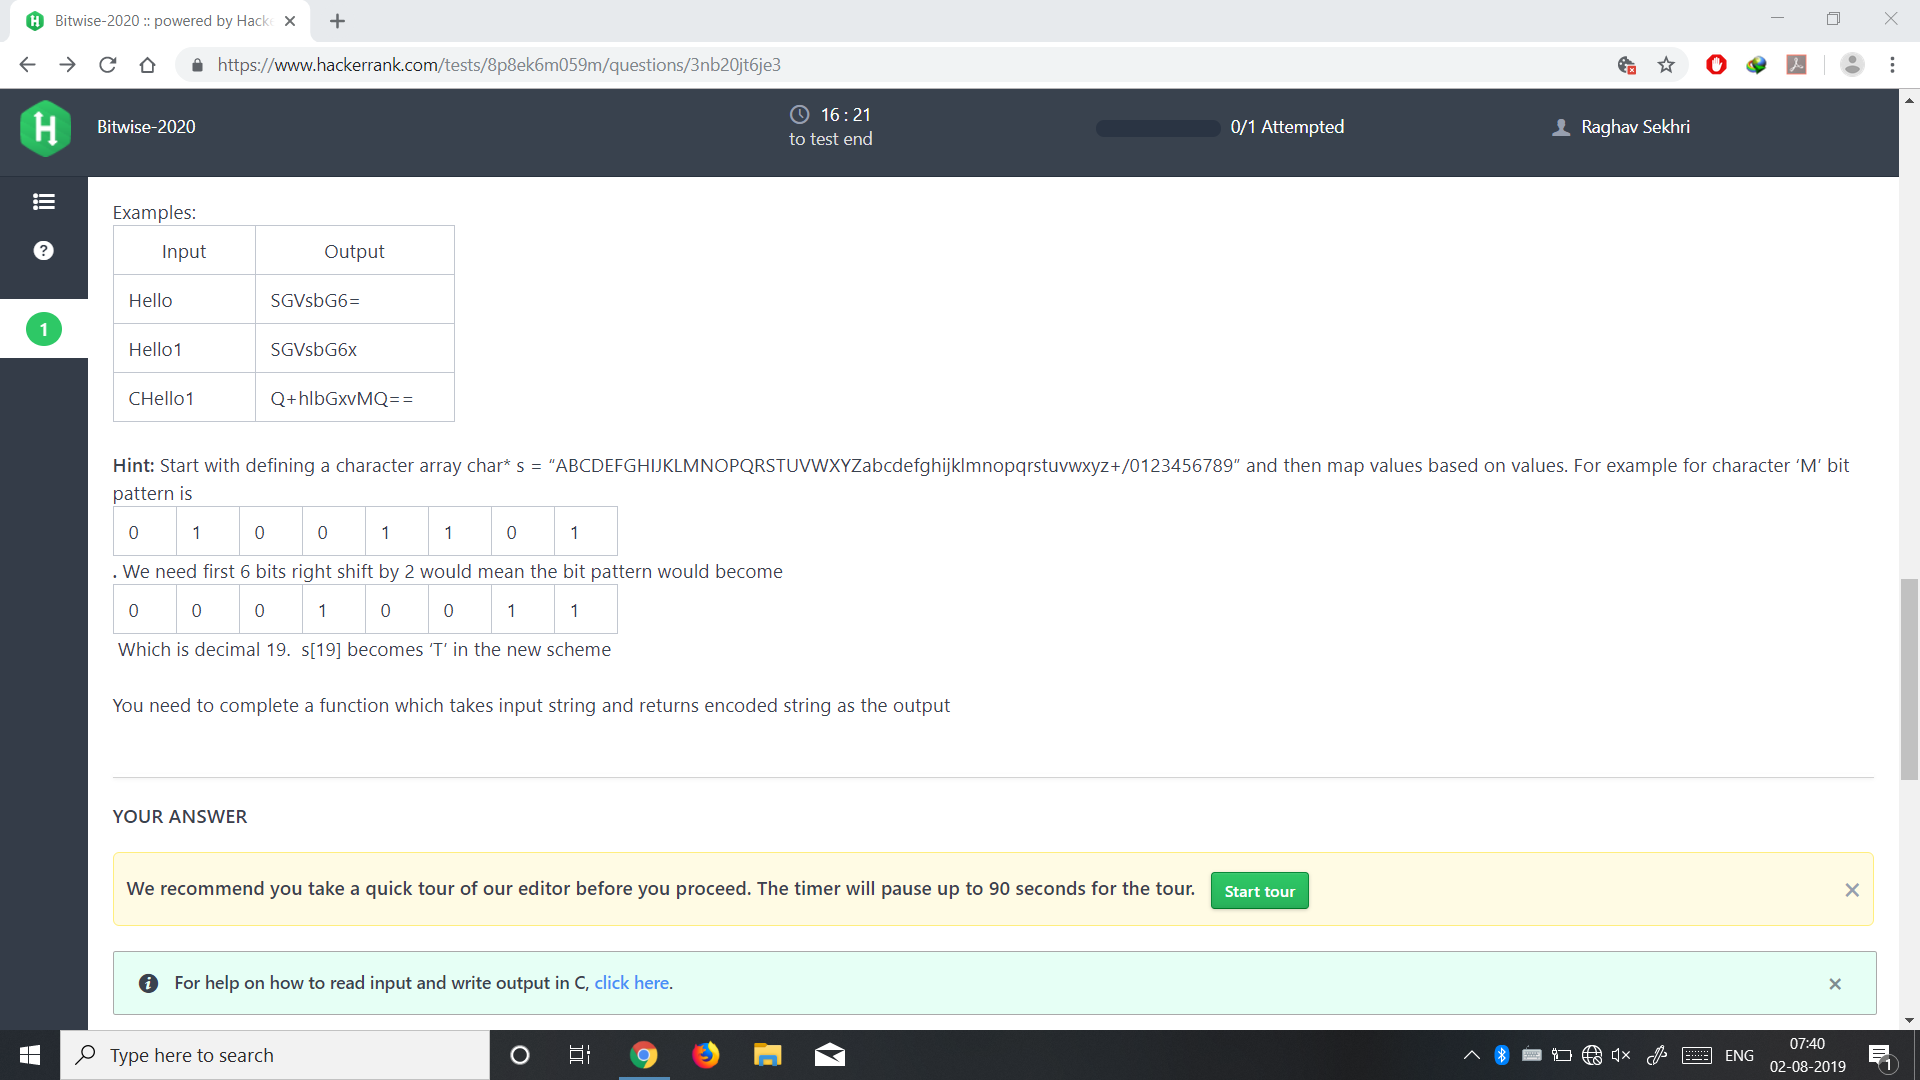 Bitwise-2020 :: powered by Hack
https://www.hackerrank.com/tests/8p8ek6m059m/questions/3nb20jt6je3
H
Bitwise-2020
16 : 21
to test end
0/1 Attempted
Raghav Sekhri
?
1
Examples:
Input Output
Hello SGVsbG6=
Hello1 SGVsbG6x
CHello1 Q+hlbGxvMQ==
Hint: Start with defining a character array char* s = “ABCDEFGHIJKLMNOPQRSTUVWXYZabcdefghijklmnopqrstuvwxyz+/0123456789” and then map values based on values. For example for character ‘M’ bit
pattern is
0 1 0 0 1 1 0 1
. We need first 6 bits right shift by 2 would mean the bit pattern would become
0 0 0 1 0 0 1 1
Which is decimal 19. s[19] becomes ‘T’ in the new scheme
You need to complete a function which takes input string and returns encoded string as the output
YOUR ANSWER
We recommend you take a quick tour of our editor before you proceed. The timer will pause up to 90 seconds for the tour. Start tour
For help on how to read input and write output in C, click here.
Type here to search
ENG
07:40
02-08-2019
1